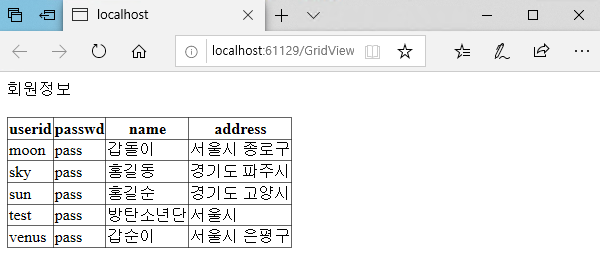 localhost
localhost:61129/GridView
회원정보
userid passwd name address
moon pass 갑돌이 서울시 종로구
sky pass 홍길동 경기도 파주시
sun pass 홍길순 경기도 고양시
test pass 방탄소년단 서울시
venus pass 갑순이 서울시 은평구